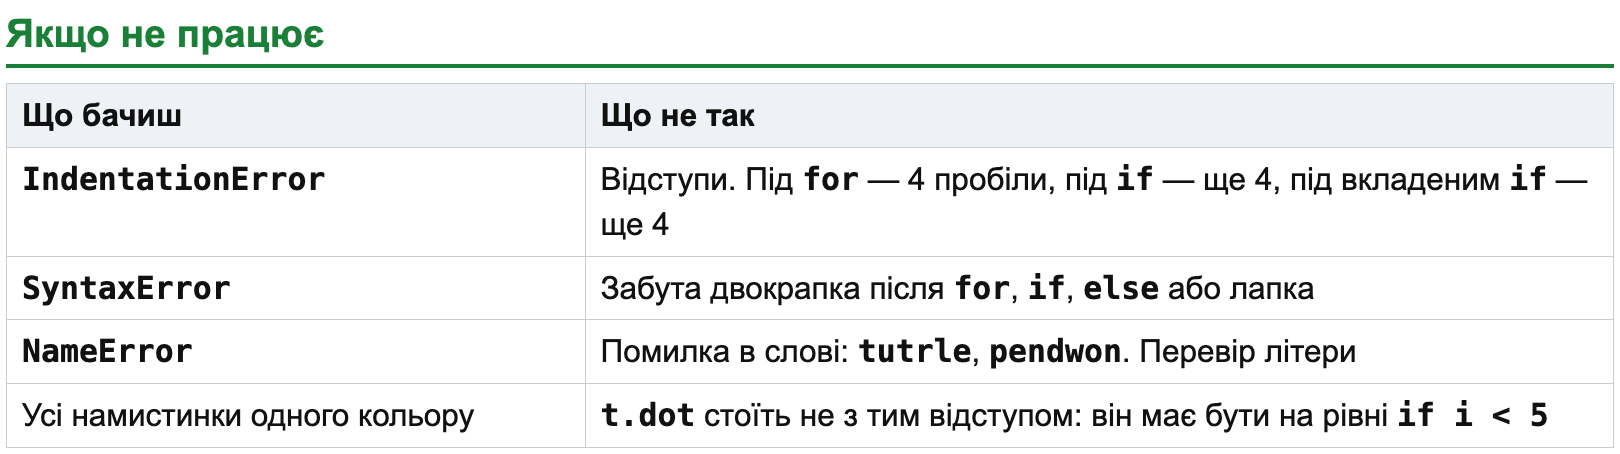 Якщо не працює
Що бачиш
Що не так
IndentationError
Відступи. Під for — 4 пробіли, під if — ще 4, під вкладеним if —
ще 4
SyntaxError
Забута двокрапка після for, if, else або лапка
NameError
Помилка в слові: tutrle, pendwon. Перевір літери
Усі намистинки одного кольору
t.dot стоїть не з тим відступом: він має бути на рівні if i < 5